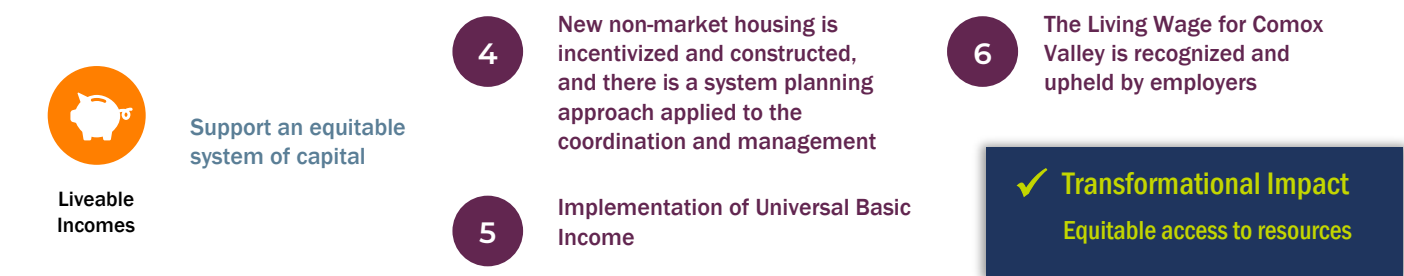 Liveable
Incomes
Support an equitable
system of capital
4
New non-market housing is
incentivized and constructed,
and there is a system planning
approach applied to the
coordination and management
5
Implementation of Universal Basic
Income
6
The Living Wage for Comox
Valley is recognized and
upheld by employers
✓ Transformational Impact
Equitable access to resources